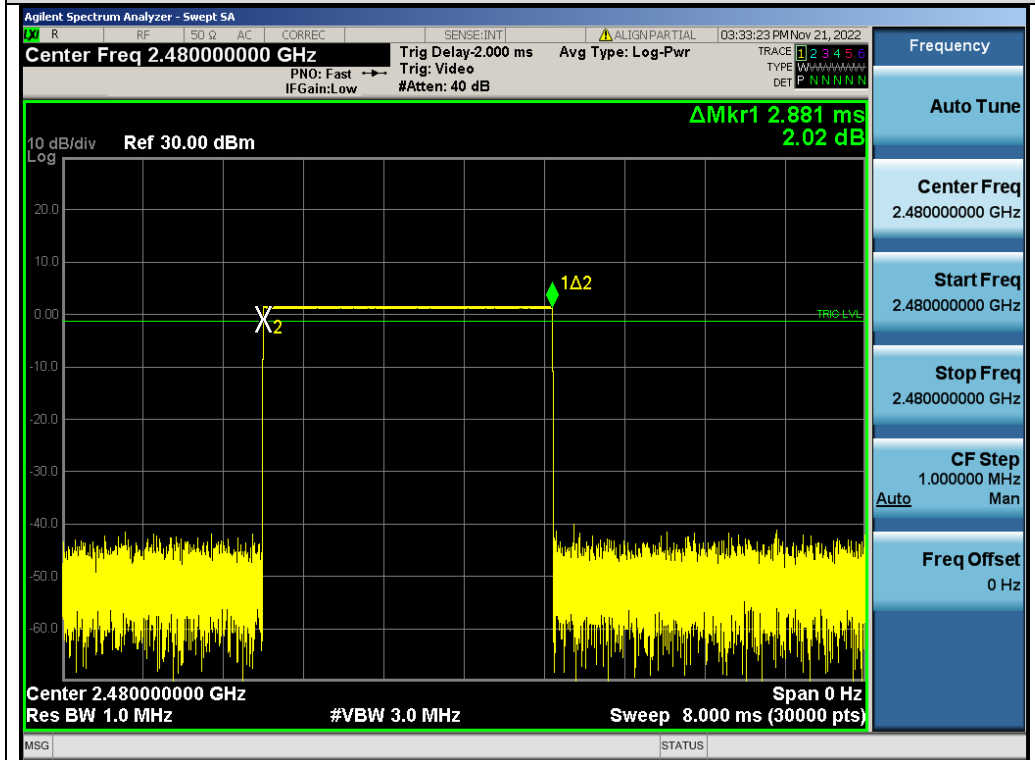 Agilent Spectrum Analyzer - Swept SA
LXI R RF 50 Ω AC CORREC SENSE:INT ALIGN PARTIAL 03:33:23 PM Nov 21, 2022
Center Freq 2.480000000 GHz
PNO: Fast
IFGain:Low
Trig Delay-2.000 ms
Trig: Video
#Atten: 40 dB
Avg Type: Log-Pwr
TRACE 1 2 3 4 5 6
TYPE WWWWWW
DET P N N N N N
ΔMkr1 2.881 ms
2.02 dB
10 dB/div Ref 30.00 dBm
Log
20.0
10.0
1Δ2
0.00
2
TRIG LVL
-10.0
-20.0
-30.0
-40.0
-50.0
-60.0
Center 2.480000000 GHz Span 0 Hz
Res BW 1.0 MHz #VBW 3.0 MHz Sweep 8.000 ms (30000 pts)
MSG STATUS
Frequency
Auto Tune
Center Freq
2.480000000 GHz
Start Freq
2.480000000 GHz
Stop Freq
2.480000000 GHz
CF Step
1.000000 MHz
Auto Man
Freq Offset
0 Hz